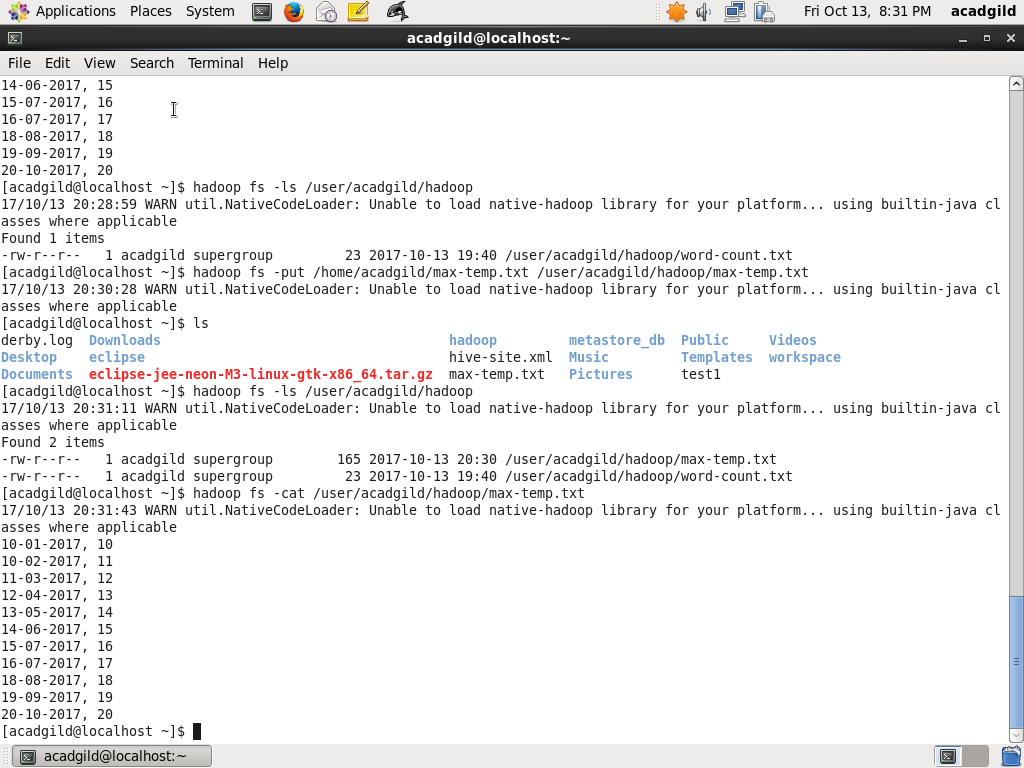 Applications Places System Fri Oct 13, 8:31 PM acadgild
acadgild@localhost:~
File Edit View Search Terminal Help
14-06-2017, 15
15-07-2017, 16
16-07-2017, 17
18-08-2017, 18
19-09-2017, 19
20-10-2017, 20
[acadgild@localhost ~]$ hadoop fs -ls /user/acadgild/hadoop
17/10/13 20:28:59 WARN util.NativeCodeLoader: Unable to load native-hadoop library for your platform... using builtin-java cl
asses where applicable
Found 1 items
-rw-r--r--   1 acadgild supergroup         23 2017-10-13 19:40 /user/acadgild/hadoop/word-count.txt
[acadgild@localhost ~]$ hadoop fs -put /home/acadgild/max-temp.txt /user/acadgild/hadoop/max-temp.txt
17/10/13 20:30:28 WARN util.NativeCodeLoader: Unable to load native-hadoop library for your platform... using builtin-java cl
asses where applicable
[acadgild@localhost ~]$ ls
derby.log  Downloads                                    hadoop         metastore_db  Public     Videos
Desktop    eclipse                                      hive-site.xml  Music         Templates  workspace
Documents  eclipse-jee-neon-M3-linux-gtk-x86_64.tar.gz  max-temp.txt   Pictures      test1
[acadgild@localhost ~]$ hadoop fs -ls /user/acadgild/hadoop
17/10/13 20:31:11 WARN util.NativeCodeLoader: Unable to load native-hadoop library for your platform... using builtin-java cl
asses where applicable
Found 2 items
-rw-r--r--   1 acadgild supergroup        165 2017-10-13 20:30 /user/acadgild/hadoop/max-temp.txt
-rw-r--r--   1 acadgild supergroup         23 2017-10-13 19:40 /user/acadgild/hadoop/word-count.txt
[acadgild@localhost ~]$ hadoop fs -cat /user/acadgild/hadoop/max-temp.txt
17/10/13 20:31:43 WARN util.NativeCodeLoader: Unable to load native-hadoop library for your platform... using builtin-java cl
asses where applicable
10-01-2017, 10
10-02-2017, 11
11-03-2017, 12
12-04-2017, 13
13-05-2017, 14
14-06-2017, 15
15-07-2017, 16
16-07-2017, 17
18-08-2017, 18
19-09-2017, 19
20-10-2017, 20
[acadgild@localhost ~]$
acadgild@localhost:~